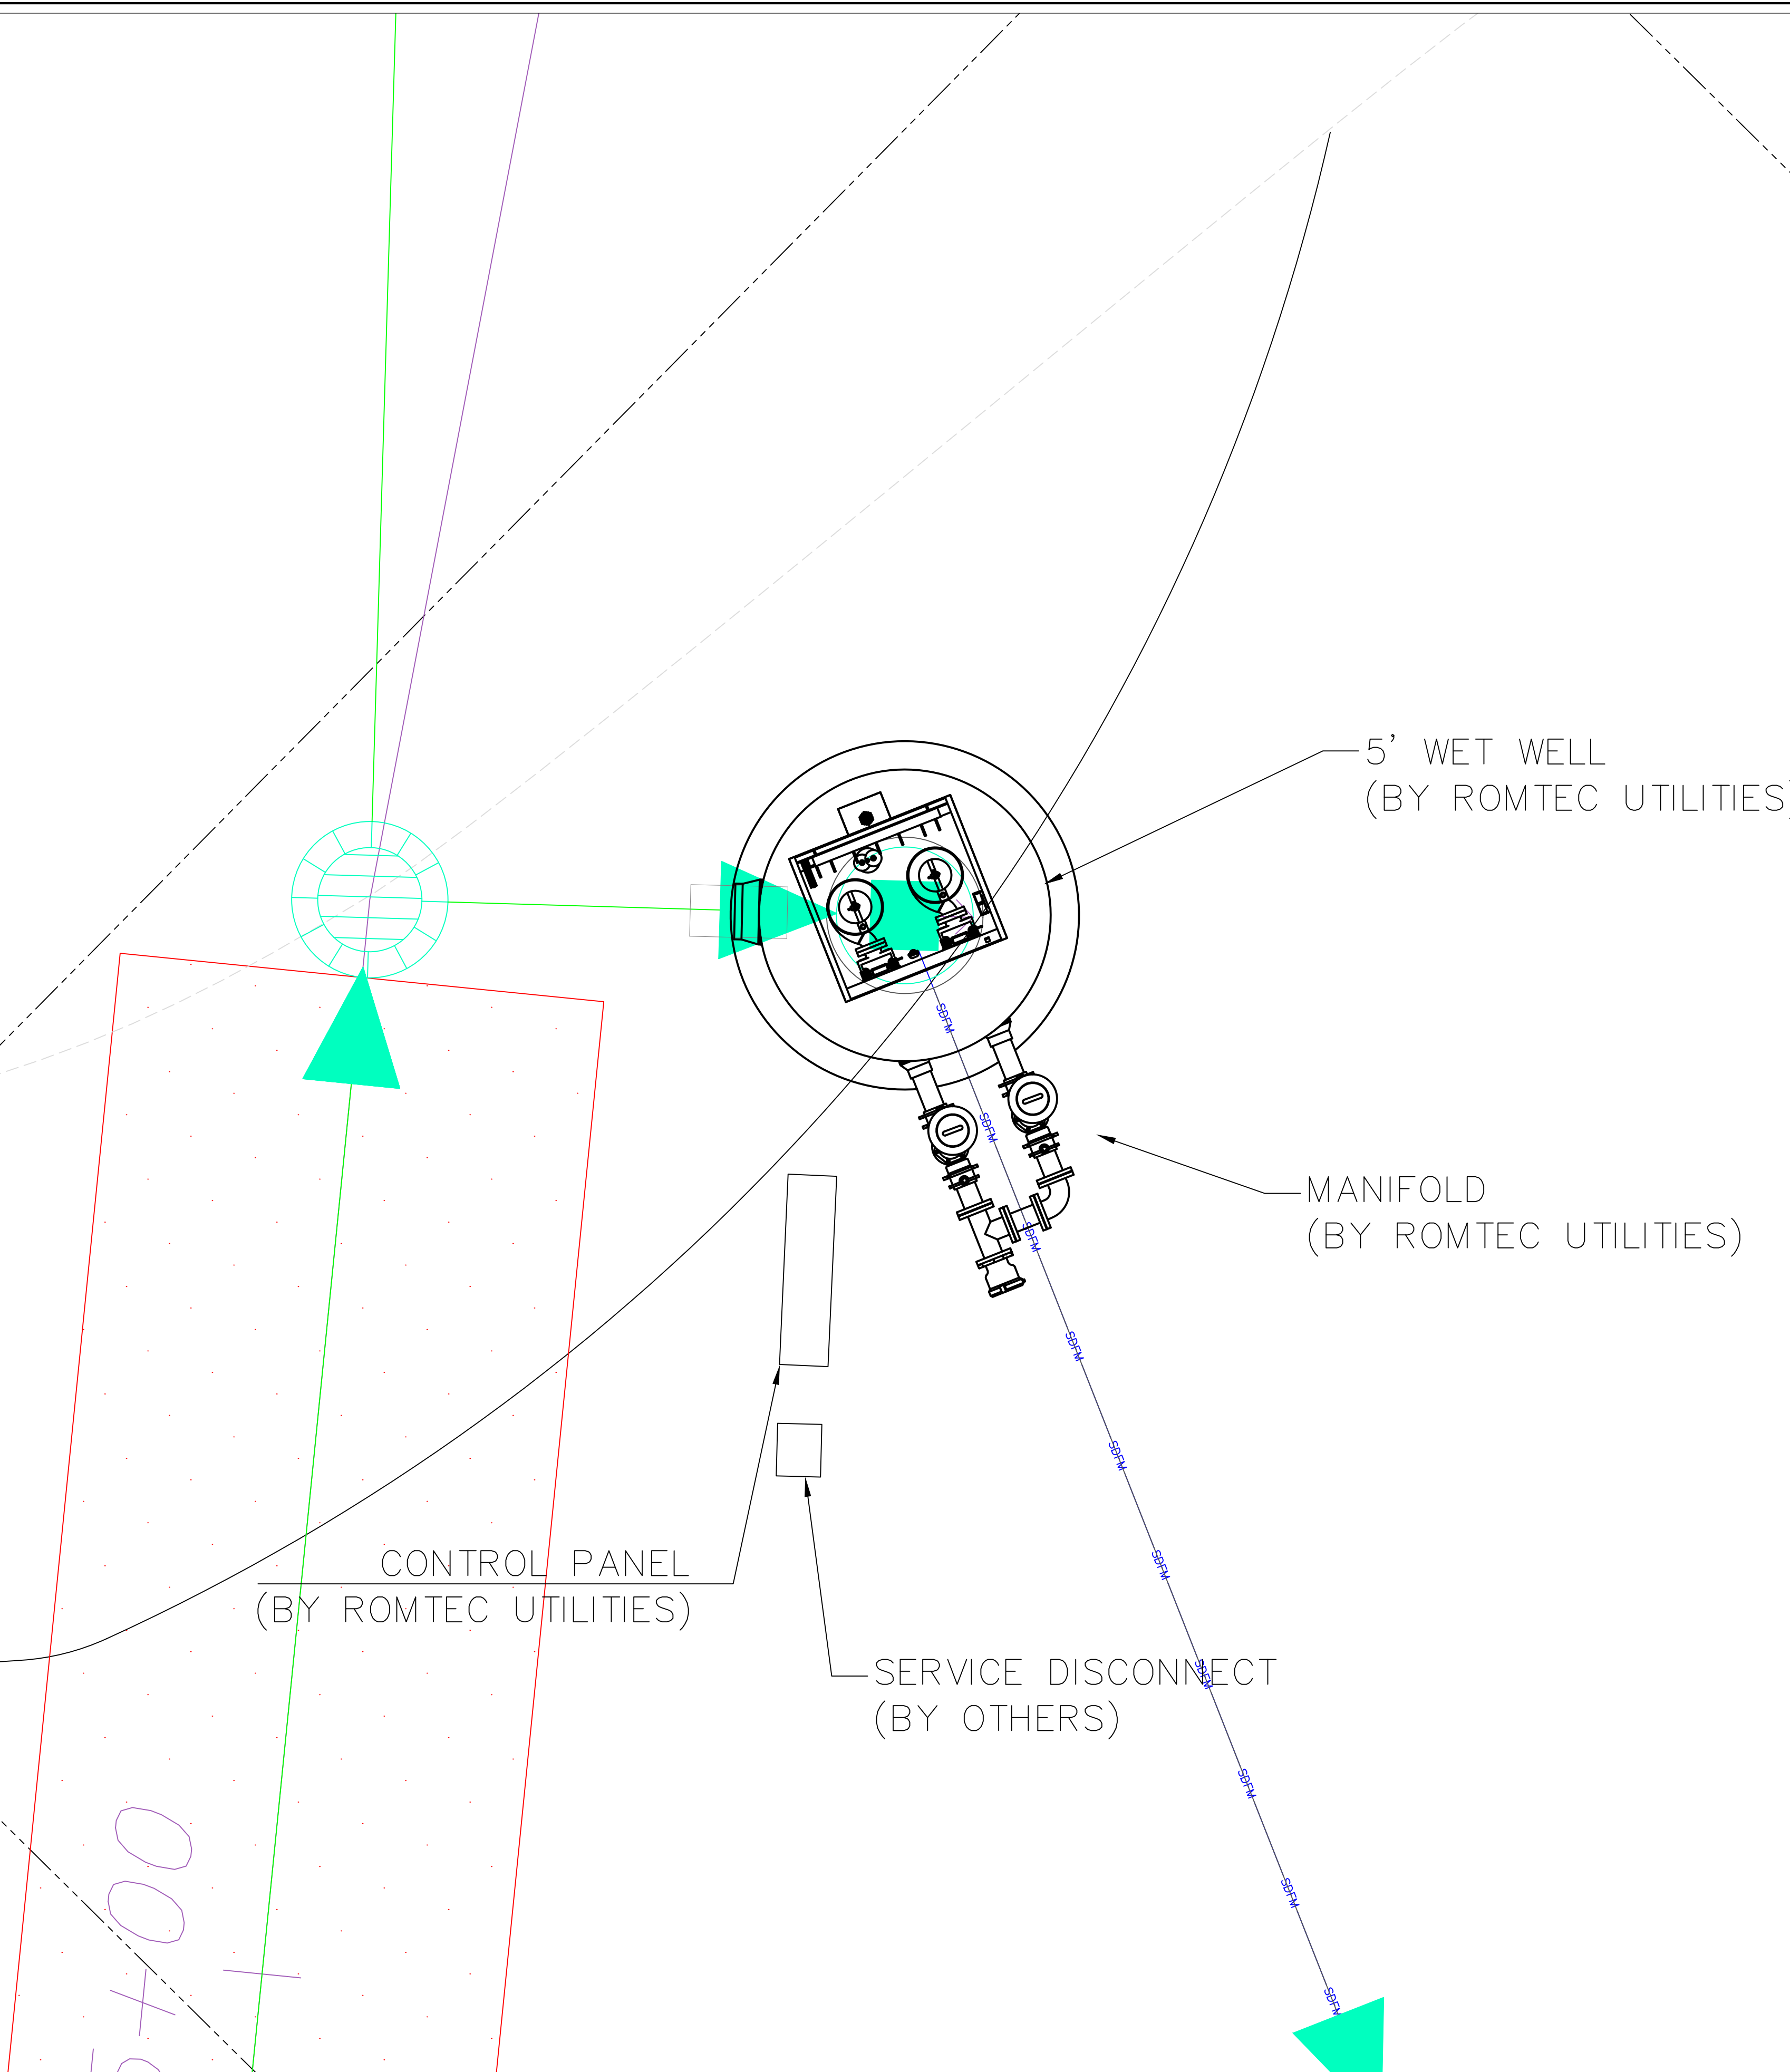 5' WET WELL
(BY ROMTEC UTILITIES)
SDFM
SDFM
MANIFOLD
(BY ROMTEC UTILITIES)
SDFM
SDFM
SDFM
CONTROL PANEL
(BY ROMTEC UTILITIES)
SDFM
SERVICE DISCONNECT
(BY OTHERS)
SDFM
SDFM
SDFM
SDFM
+00